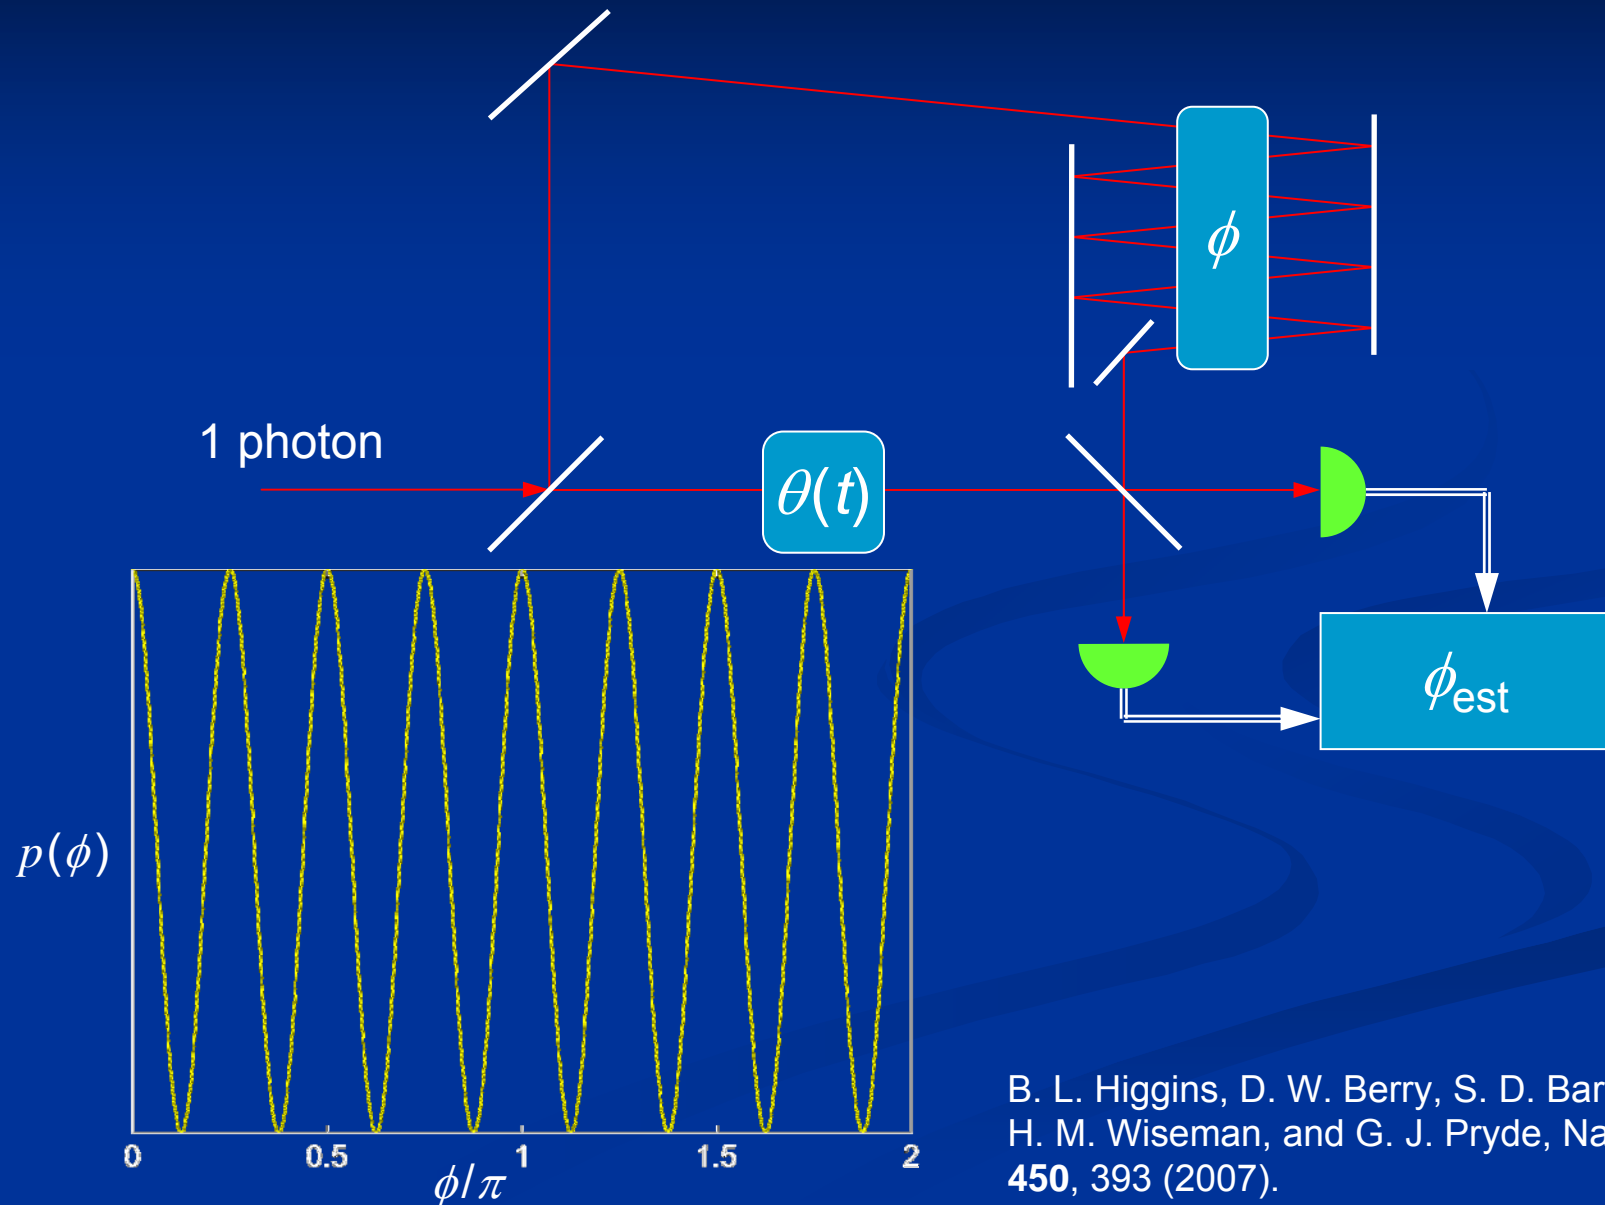 ϕ
1 photon
θ(t)
ϕest
p(ϕ)
0 0.5 1 1.5 2
ϕ/π
B. L. Higgins, D. W. Berry, S. D. Bar
H. M. Wiseman, and G. J. Pryde, Na
450, 393 (2007).